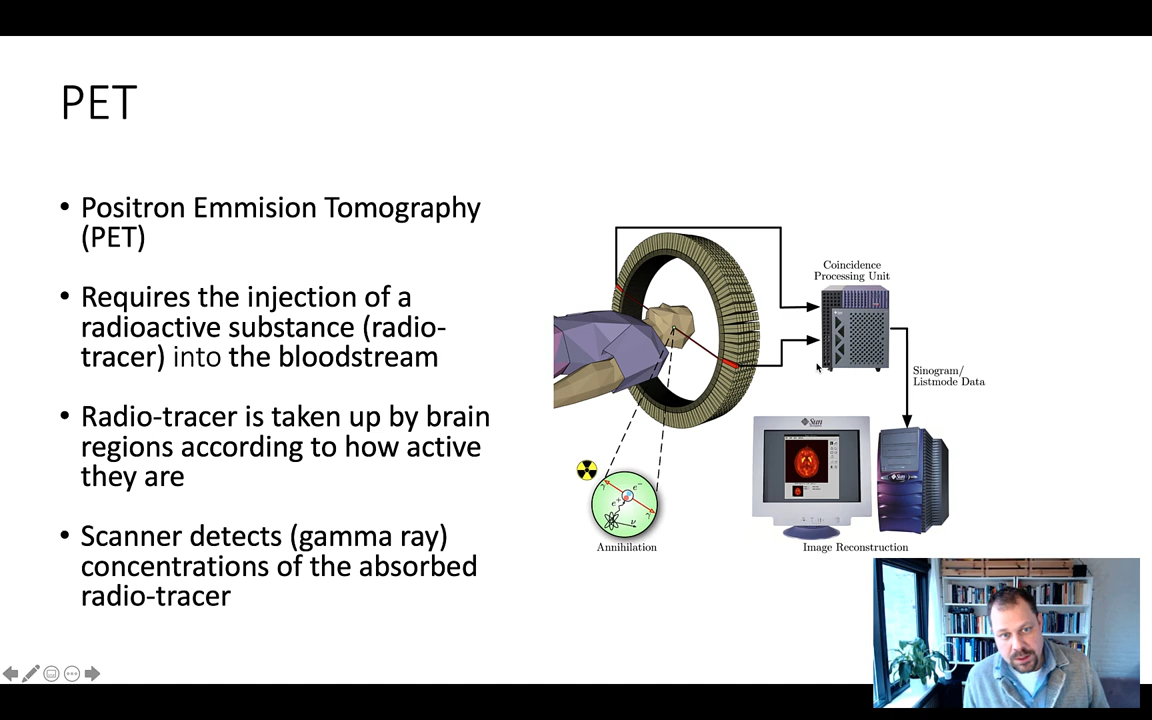 PET
• Positron Emmision Tomography
(PET)
• Requires the injection of a
radioactive substance (radio-
tracer) into the bloodstream
• Radio-tracer is taken up by brain
regions according to how active
they are
• Scanner detects (gamma ray)
concentrations of the absorbed
radio-tracer
Coincidence
Processing Unit
Sinogram/
Listmode Data
Sun
Annihilation
Image Reconstruction